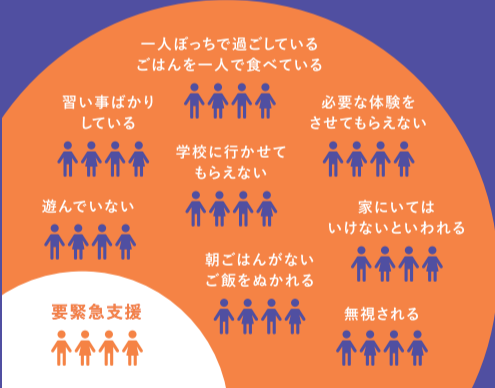 一人ぼっちで過ごしている
ごはんを一人で食べている
習い事ばかり
している
必要な体験を
させてもらえない
学校に行かせて
もらえない
遊んでいない
家にいては
いけないといわれる
朝ごはんがない
ご飯をぬかれる
要緊急支援
無視される